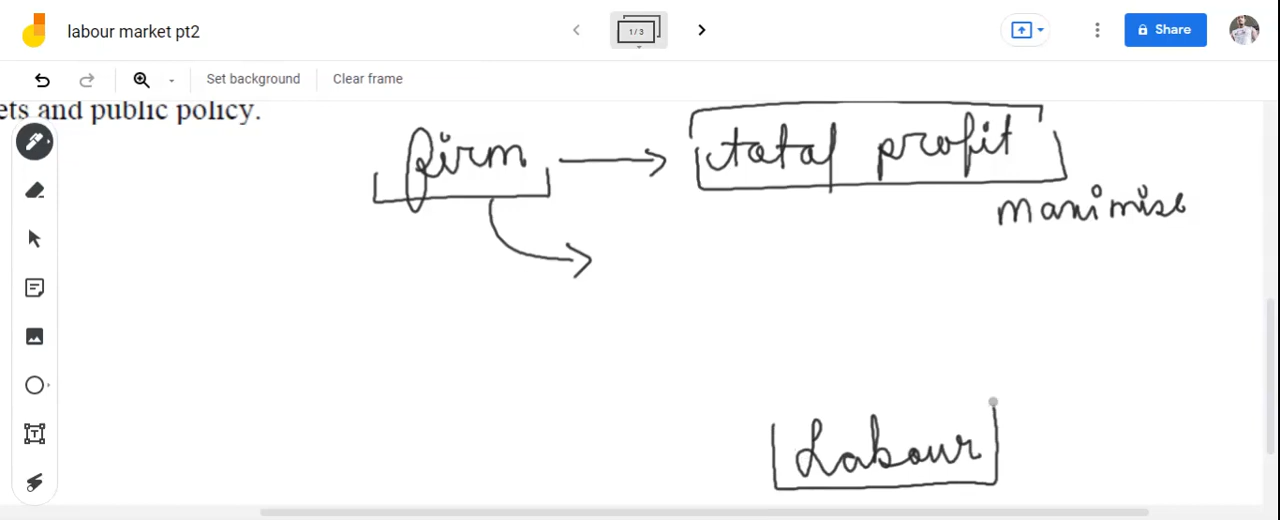 labour market pt2
1 / 3
Share
Set background
Clear frame
ets and public policy.
firm → total profit
maximise
Labour